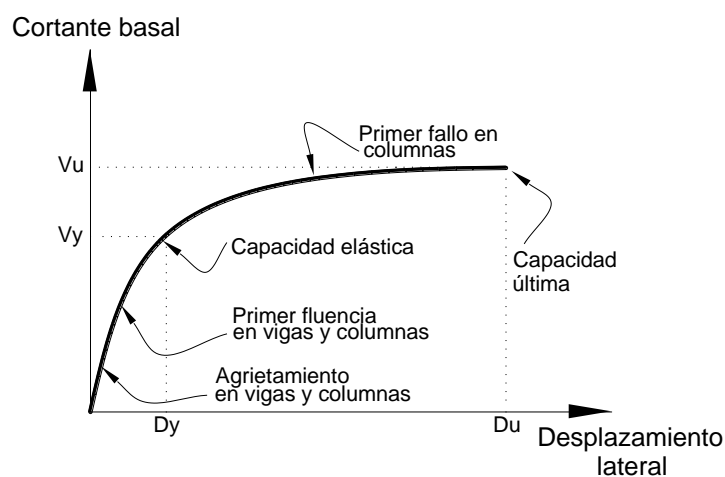 Cortante basal
Primer fallo en
columnas
Vu
Vy
Capacidad elástica
Capacidad
última
Primer fluencia
en vigas y columnas
Agrietamiento
en vigas y columnas
Dy
Du
Desplazamiento
lateral